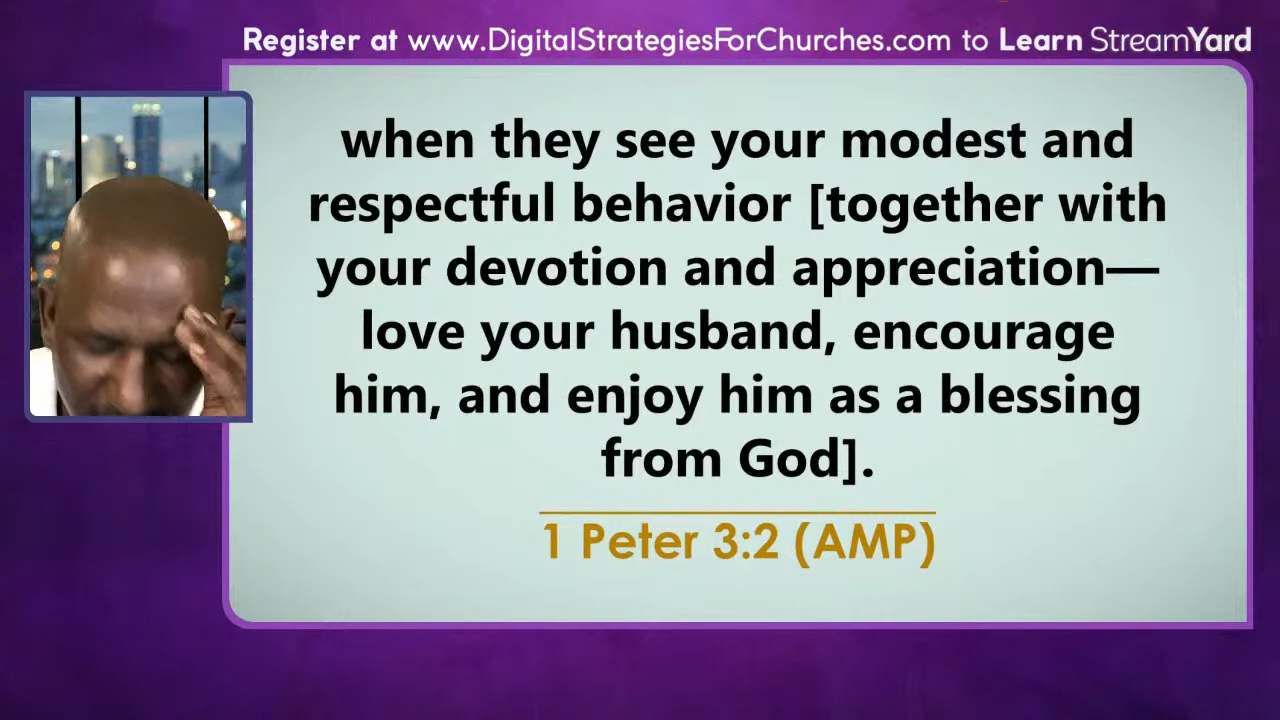 Register at www.DigitalStrategiesForChurches.com to Learn StreamYard
when they see your modest and
respectful behavior [together with
your devotion and appreciation—
love your husband, encourage
him, and enjoy him as a blessing
from God].
1 Peter 3:2 (AMP)